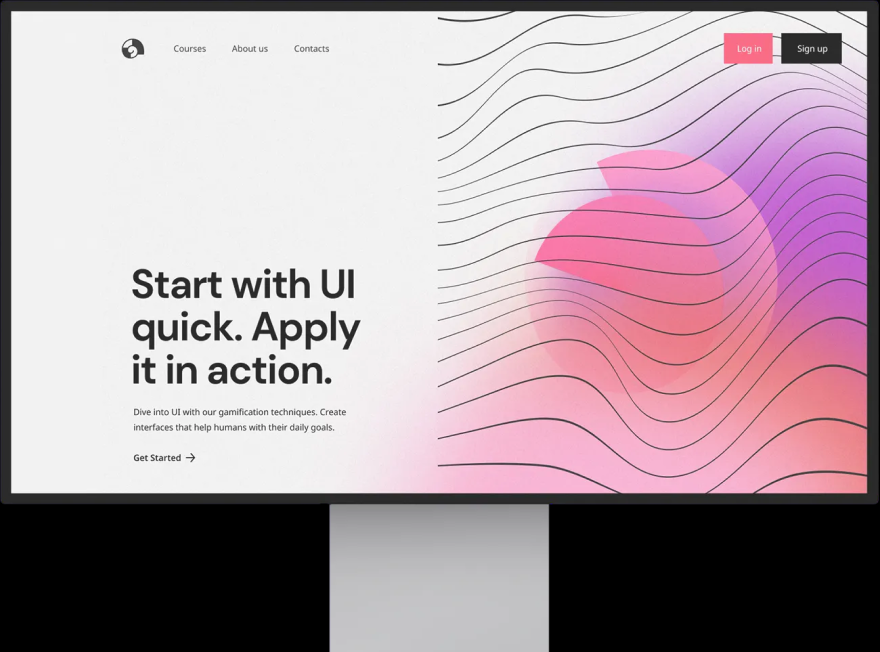 Courses About us Contacts Log in Sign up
Start with UI
quick. Apply
it in action.
Dive into UI with our gamification techniques. Create
interfaces that help humans with their daily goals.
Get Started